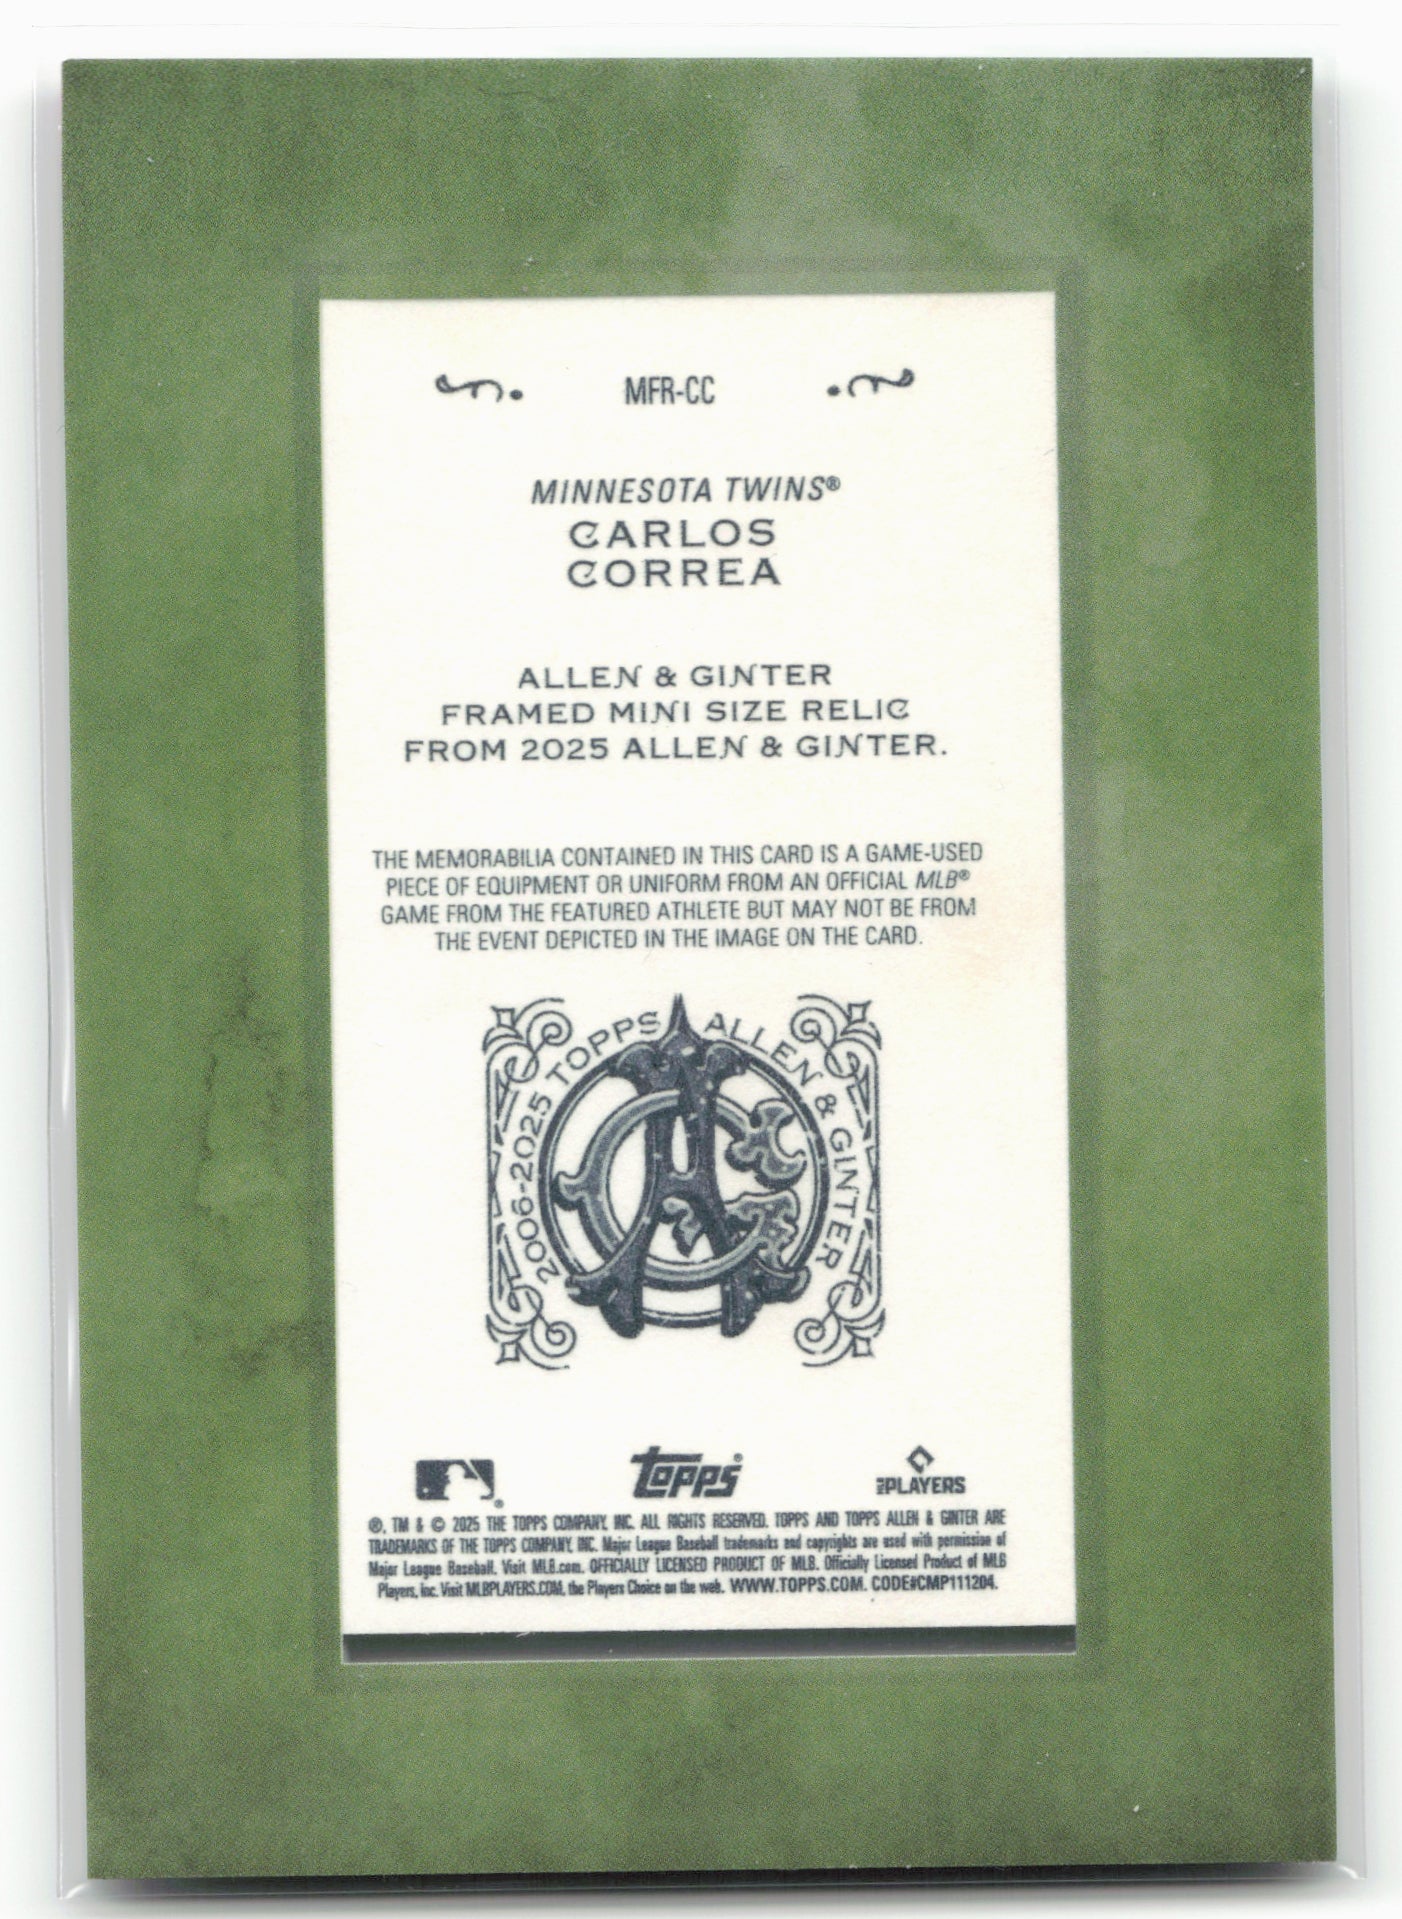 MFR-CC
MINNESOTA TWINS®
CARLOS
CORREA
ALLEN & GINTER
FRAMED MINI SIZE RELIC
FROM 2025 ALLEN & GINTER.
THE MEMORABILIA CONTAINED IN THIS CARD IS A GAME-USED
PIECE OF EQUIPMENT OR UNIFORM FROM AN OFFICIAL MLB®
GAME FROM THE FEATURED ATHLETE BUT MAY NOT BE FROM
THE EVENT DEPICTED IN THE IMAGE ON THE CARD.
2006-2025 TOPPS ALLEN & GINTER
AG
® Topps® MLBPLAYERS
®, TM & © 2025 THE TOPPS COMPANY, INC. ALL RIGHTS RESERVED. TOPPS AND TOPPS ALLEN & GINTER ARE
TRADEMARKS OF THE TOPPS COMPANY, INC. Major League Baseball trademarks and copyrights are used with permission of
Major League Baseball. Visit MLB.com. OFFICIALLY LICENSED PRODUCT OF MLB. Officially Licensed Product of MLB
Players, Inc. Visit MLBPLAYERS.COM, the Players Choice on the web. WWW.TOPPS.COM. CODE#CMP111204.